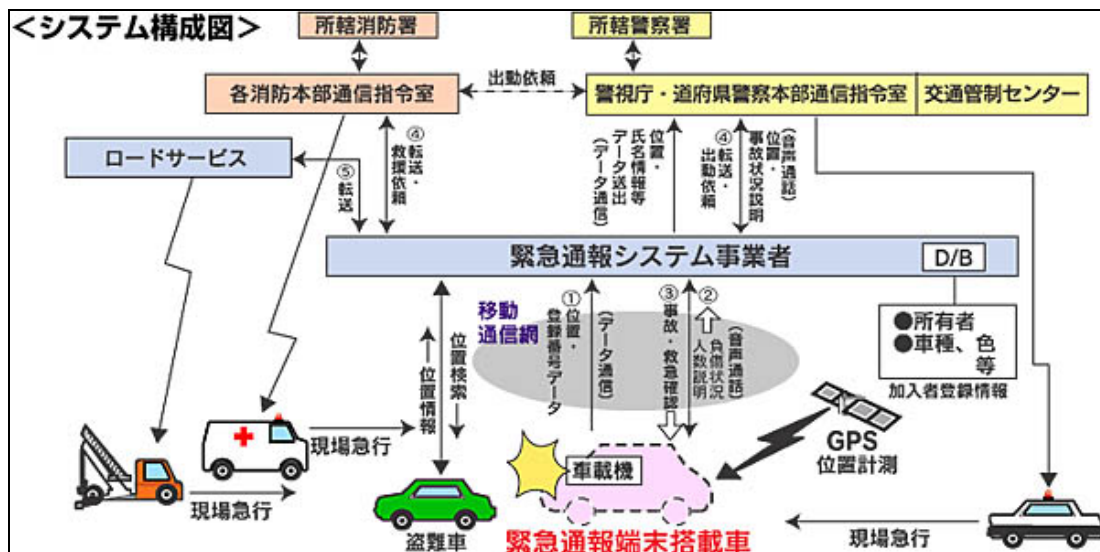 ＜システム構成図＞
所轄消防署
所轄警察署
各消防本部通信指令室
出動依頼
警視庁・道府県警察本部通信指令室
交通管制センター
ロードサービス
⑤転送
④転送・
救援依頼
位置・
氏名情報等
データ送出
(データ通信)
④転送・
出動依頼
(音声通話)
位置・
事故状況説明
緊急通報システム事業者
D/B
移動
通信網
①位置・
登録番号データ
(データ通信)
③事故・救急確認
②
負傷状況
人数説明
(音声通話)
●所有者
●車種、色
等
加入者登録情報
位置情報
位置検索
GPS
位置計測
現場急行
現場急行
車載機
盗難車
緊急通報端末搭載車
現場急行